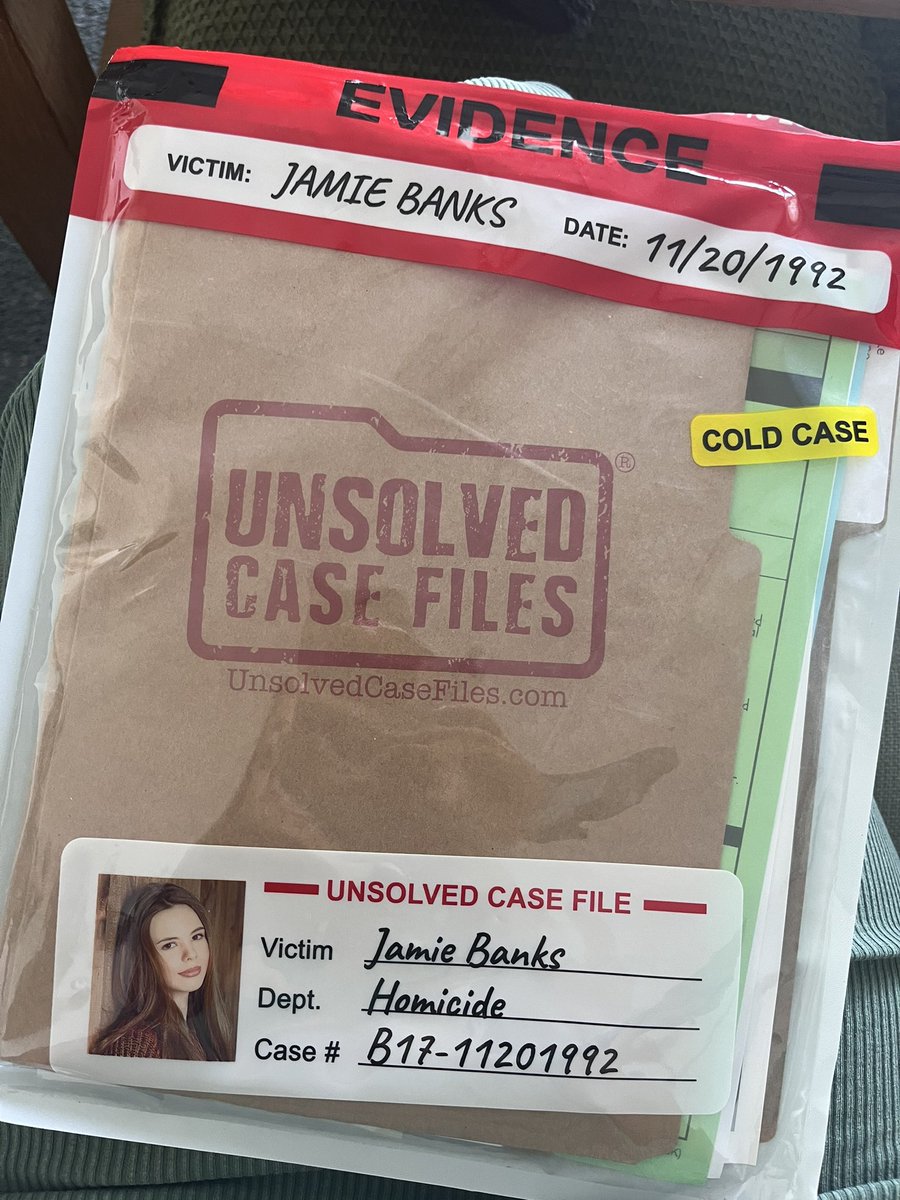 EVIDENCE
VICTIM: JAMIE BANKS DATE: 11/20/1992
COLD CASE
UNSOLVED ®
CASE FILES
UnsolvedCaseFiles.com
UNSOLVED CASE FILE
Victim Jamie Banks
Dept. Homicide
Case # B17-11201992